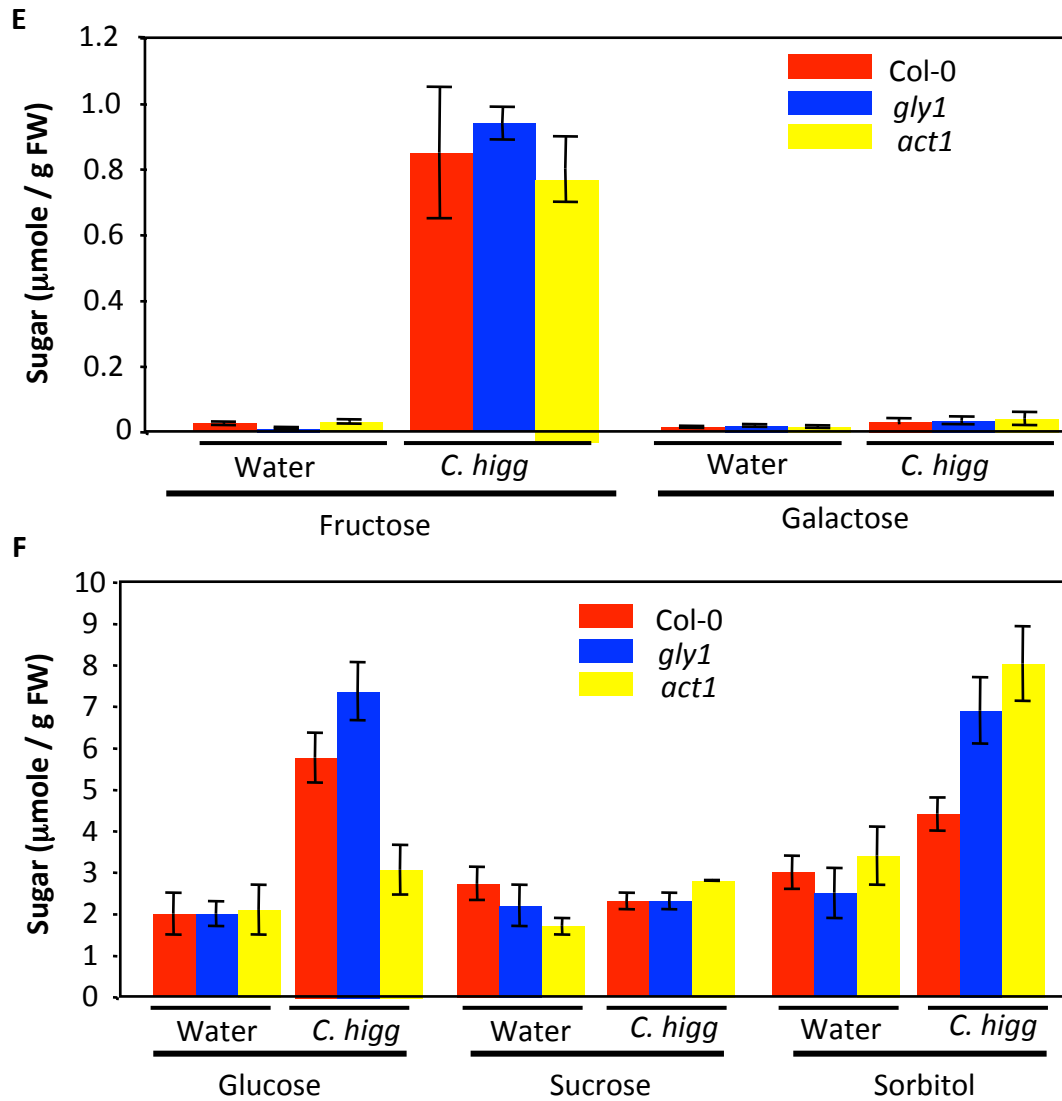 E
Sugar (μmole / g FW)
1.2
1.0
0.8
0.6
0.4
0.2
0
Col-0
gly1
act1
Water
C. higg
Water
C. higg
Fructose
Galactose
F
Sugar (μmole / g FW)
10
9
8
7
6
5
4
3
2
1
0
Col-0
gly1
act1
Water
C. higg
Water
C. higg
Water
C. higg
Glucose
Sucrose
Sorbitol